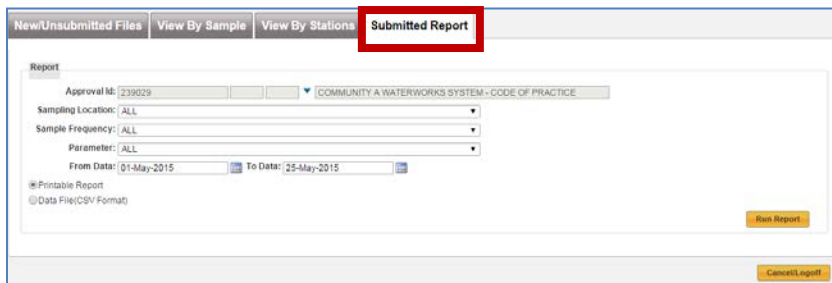 New/Unsubmitted Files View By Sample View By Stations Submitted Report
Report
Approval Id: 239029 COMMUNITY A WATERWORKS SYSTEM - CODE OF PRACTICE
Sampling Location: ALL
Sample Frequency: ALL
Parameter: ALL
From Data: 01-May-2015 To Data: 25-May-2015
Printable Report
Data File(CSV Format)
Run Report
Cancel/Logoff